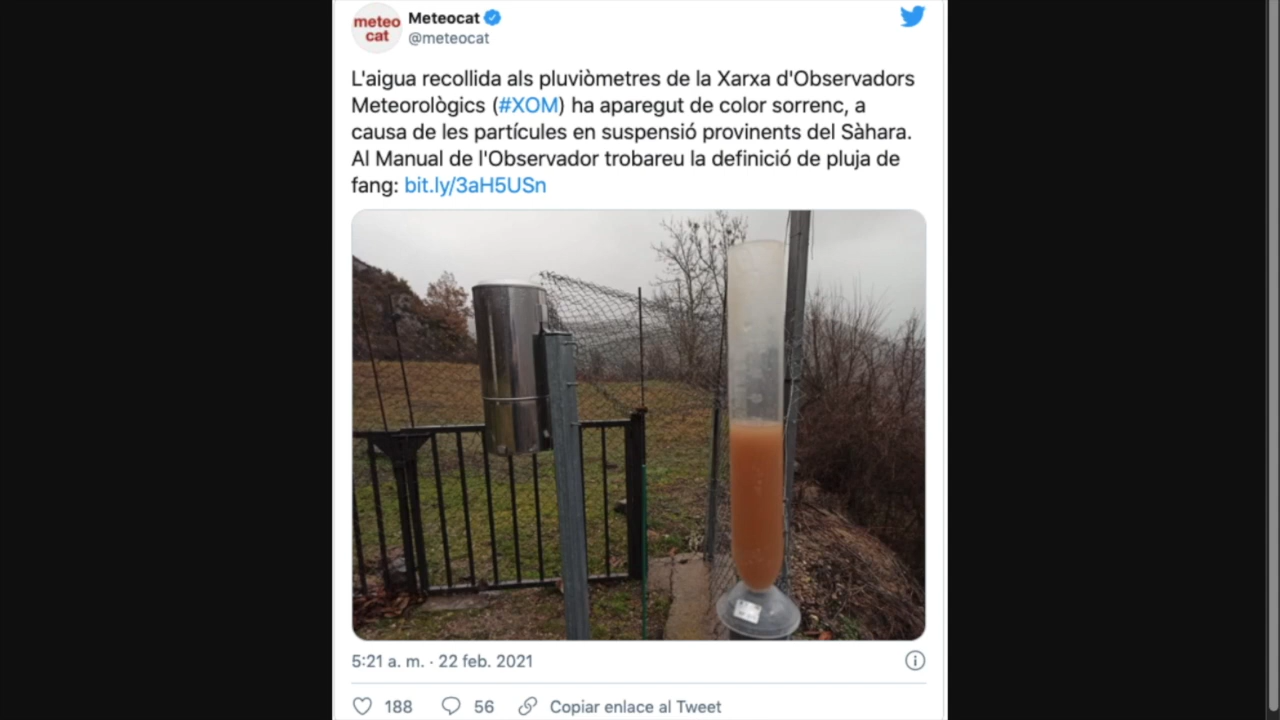 meteo
cat
Meteocat
@meteocat
L'aigua recollida als pluviòmetres de la Xarxa d'Observadors
Meteorològics (#XOM) ha aparegut de color sorrenc, a
causa de les partícules en suspensió provinents del Sàhara.
Al Manual de l'Observador trobareu la definició de pluja de
fang: bit.ly/3aH5USn
5:21 a. m. · 22 feb. 2021
188
56
Copiar enlace al Tweet